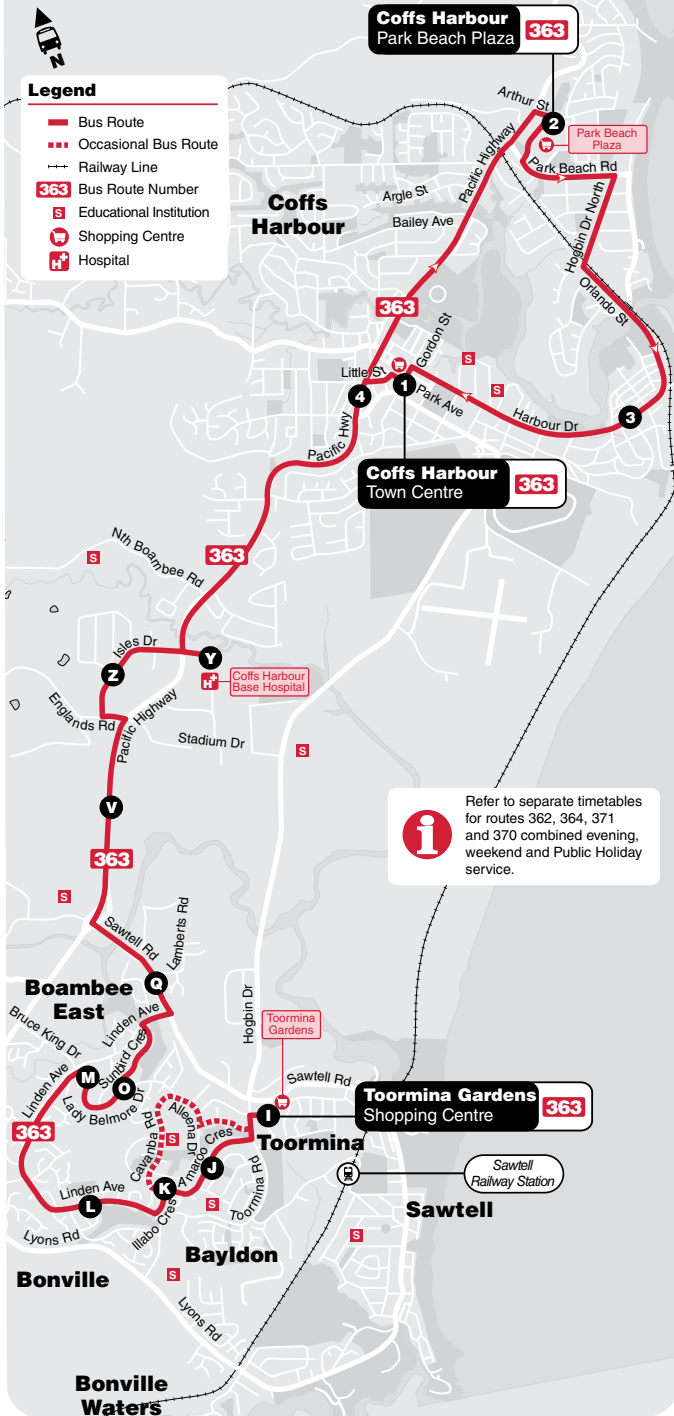 N
Legend
Bus Route
Occasional Bus Route
Railway Line
363 Bus Route Number
S Educational Institution
Shopping Centre
H Hospital
Coffs Harbour
Park Beach Plaza
363
Arthur St
2
Park Beach
Plaza
Park Beach Rd
Pacific Highway
Argle St
Bailey Ave
Coffs
Harbour
Hogbin Dr North
Orlando St
363
Gordon St
Little St
S
4
1
Park Ave
S
Harbour Dr
3
Pacific Hwy
Coffs Harbour
Town Centre
363
363
Nth Boambee Rd
S
Isles Dr
Y
Z
H
Coffs Harbour
Base Hospital
Englands Rd
Pacific Highway
Stadium Dr
S
V
i
Refer to separate timetables
for routes 362, 364, 371
and 370 combined evening,
weekend and Public Holiday
service.
363
S
Sawtell Rd
Lamberts Rd
Q
Boambee
East
Linden Ave
Hogbin Dr
Bruce King Dr
Toormina
Gardens
Linden Ave
M
Sunbird Cres
O
Lady Belmore Dr
Sawtell Rd
Toormina Gardens
Shopping Centre
363
I
363
Cavanba Rd
Alleena Dr
S
Amaroo Cres
Toormina
J
K
Toormina Rd
Sawtell
Railway Station
Linden Ave
L
Illabo Cres
S
Sawtell
Lyons Rd
S
Bayldon
Bonville
S
Lyons Rd
Bonville
Waters